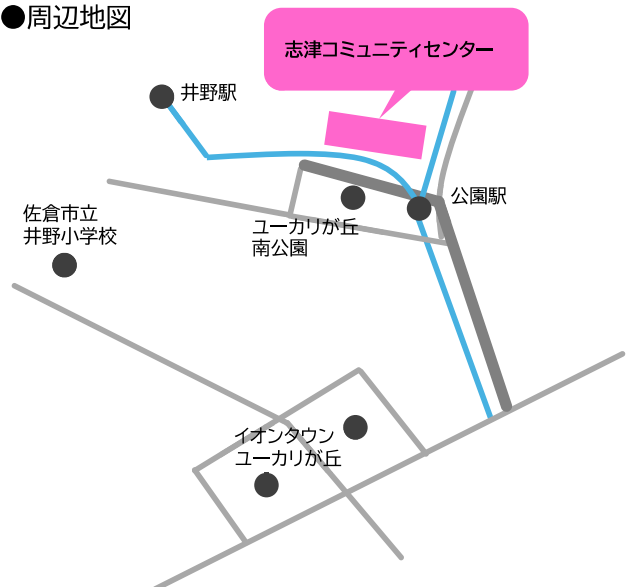 ●周辺地図
志津コミュニティセンター
井野駅
公園駅
佐倉市立
井野小学校
ユーカリが丘
南公園
イオンタウン
ユーカリが丘